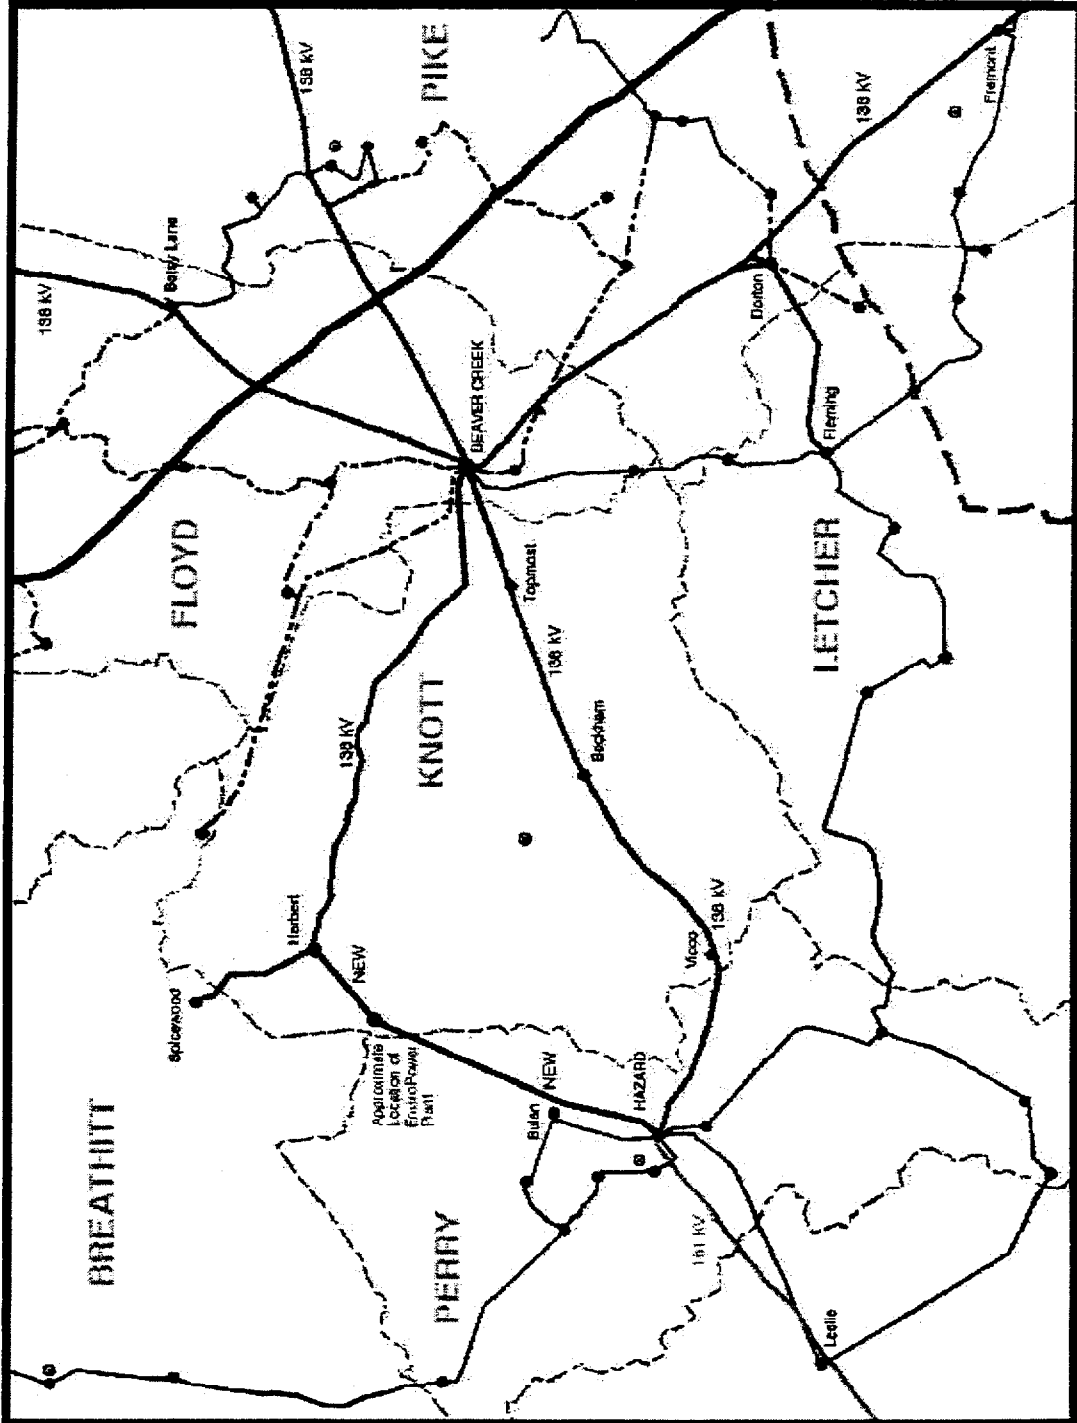 BREATHITT
PERRY
KNOTT
FLOYD
PIKE
LETCHER
138 KV
138 KV
138 KV
138 KV
138 KV
138 KV
161 KV
Betsy Lane
BEAVER CREEK
Topmost
Beckham
Vicco
HAZARD
Harbert
Spicewood
NEW
Approximate
Location of
EnviroPower
Plant
NEW
Bulan
Leslie
Fleming
Dorton
Fremont